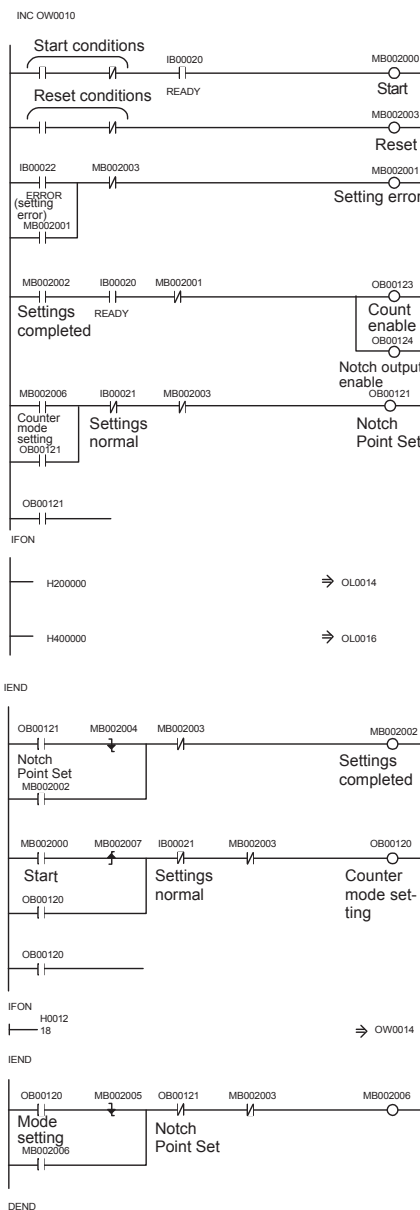 INC OW0010
Start conditions
IB00020
MB002000
READY
Start
Reset conditions
MB002003
Reset
IB00022
MB002003
MB002001
ERROR
(setting
error)
Setting error
MB002001
MB002002
IB00020
MB002001
OB00123
Settings
completed
READY
Count
enable
OB00124
Notch output
enable
MB002006
IB00021
MB002003
OB00121
Counter
mode
setting
Settings
normal
Notch
Point Set
OB00121
OB00121
IFON
H200000
⇒ OL0014
H400000
⇒ OL0016
IEND
OB00121
MB002004
MB002003
MB002002
Notch
Point Set
Settings
completed
MB002002
MB002000
MB002007
IB00021
MB002003
OB00120
Start
Settings
normal
Counter
mode set-
ting
OB00120
OB00120
IFON
H0012
18
⇒ OW0014
IEND
OB00120
MB002005
OB00121
MB002003
MB002006
Mode
setting
Notch
Point Set
MB002006
DEND